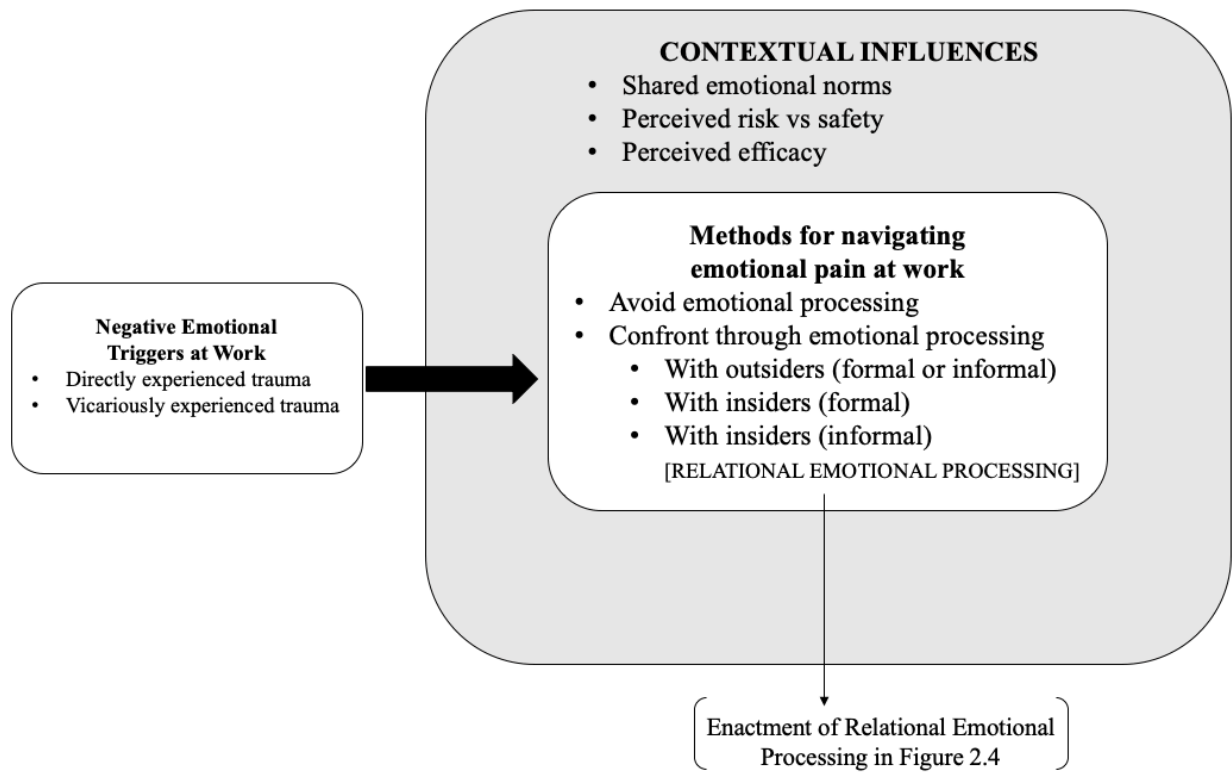 CONTEXTUAL INFLUENCES
• Shared emotional norms
• Perceived risk vs safety
• Perceived efficacy
Methods for navigating
emotional pain at work
• Avoid emotional processing
• Confront through emotional processing
• With outsiders (formal or informal)
• With insiders (formal)
• With insiders (informal)
[RELATIONAL EMOTIONAL PROCESSING]
Negative Emotional
Triggers at Work
• Directly experienced trauma
• Vicariously experienced trauma
Enactment of Relational Emotional
Processing in Figure 2.4